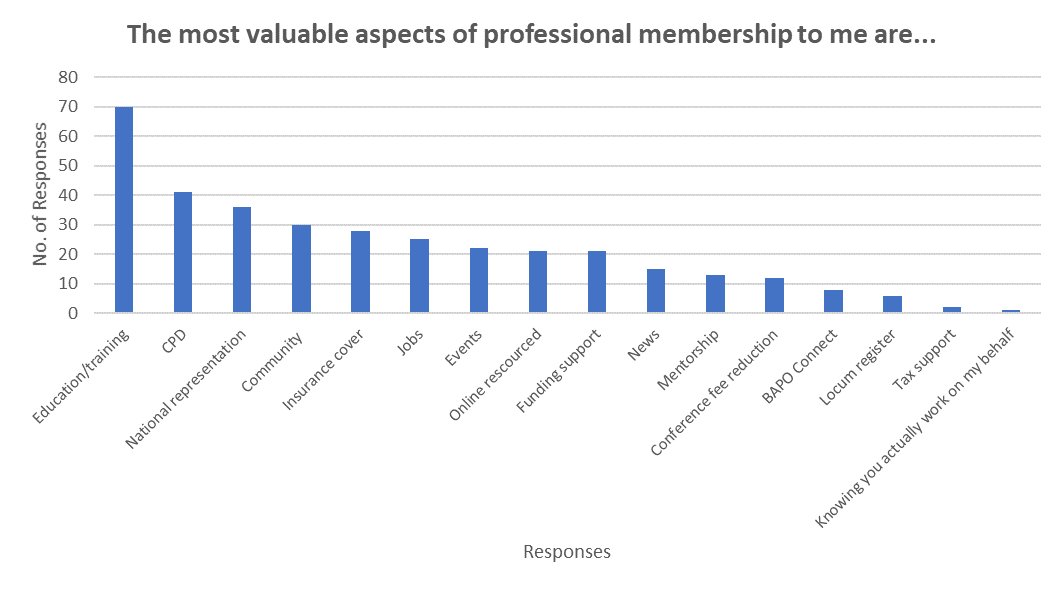 The most valuable aspects of professional membership to me are...
No. of Responses
80
70
60
50
40
30
20
10
0
Education/training
CPD
National representation
Community
Insurance cover
Jobs
Events
Online rescourced
Funding support
News
Mentorship
Conference fee reduction
BAPO Connect
Locum register
Tax support
Knowing you actually work on my behalf
Responses